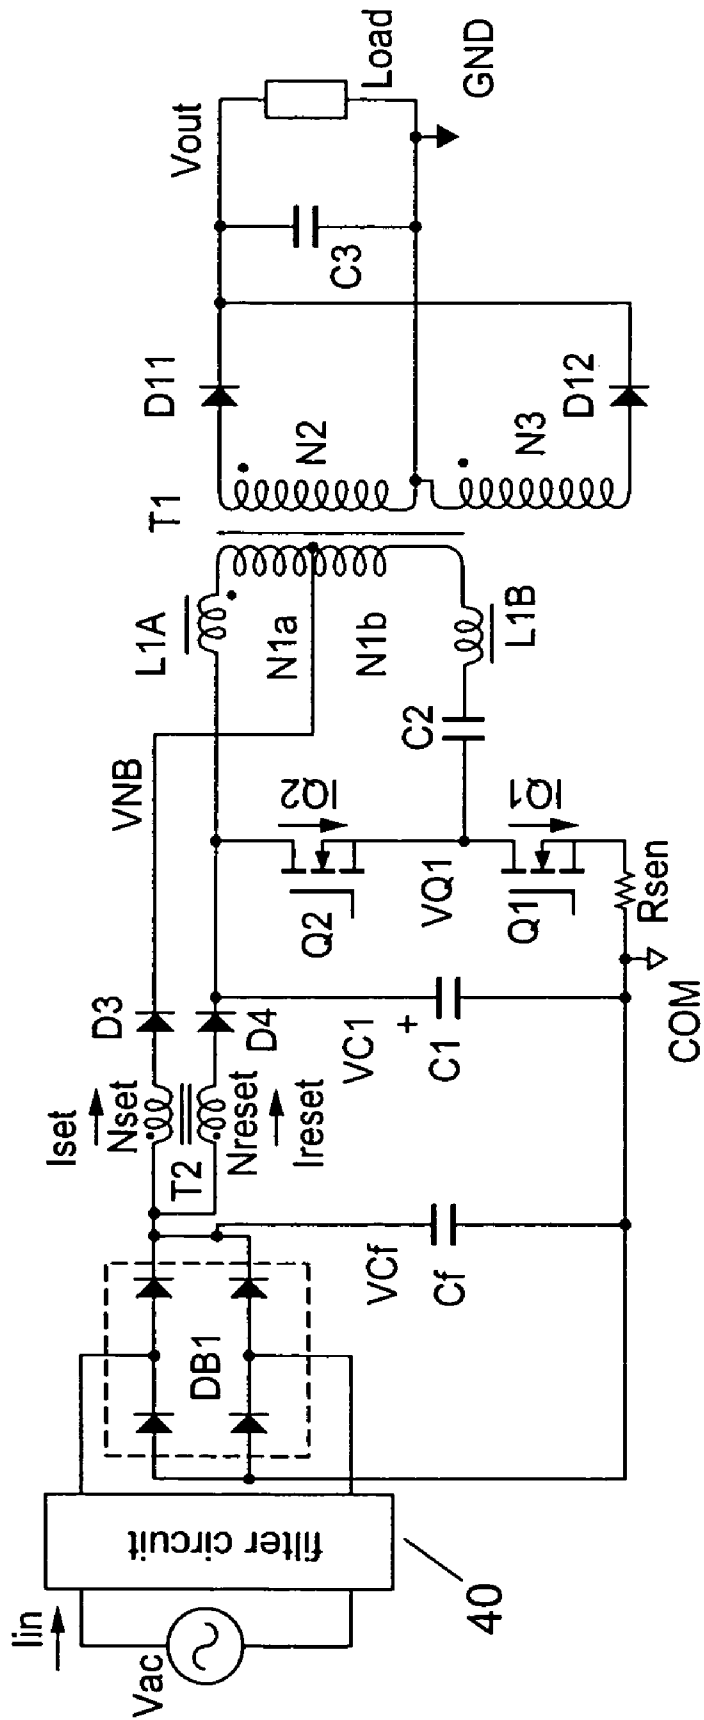 Iin
Vac
filter circuit
40
DB1
VCf
Cf
Iset
Nset
T2
Nreset
Ireset
D3
D4
VC1
+
C1
COM
VNB
Q2
IQ2
VQ1
Q1
IQ1
Rsen
C2
L1A
L1B
N1a
N1b
T1
N2
N3
D11
D12
C3
Vout
Load
GND